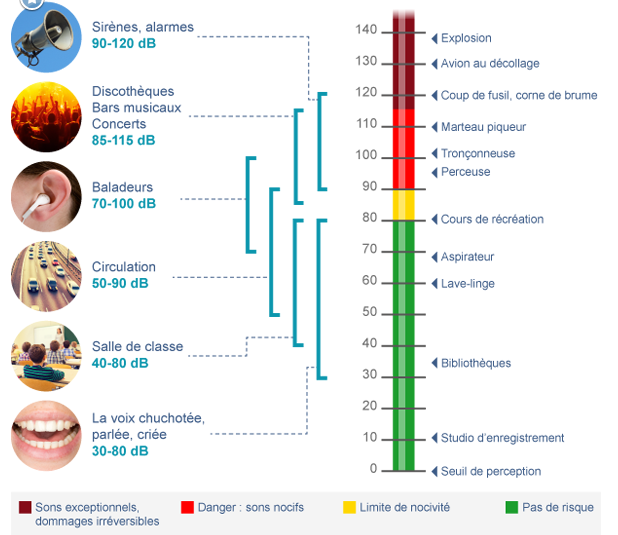 Sirènes, alarmes
90-120 dB
Discothèques
Bars musicaux
Concerts
85-115 dB
Baladeurs
70-100 dB
Circulation
50-90 dB
Salle de classe
40-80 dB
La voix chuchotée,
parlée, criée
30-80 dB
140
130
120
110
100
90
80
70
60
50
40
30
20
10
0
Explosion
Avion au décollage
Coup de fusil, corne de brume
Marteau piqueur
Tronçonneuse
Perceuse
Cours de récréation
Aspirateur
Lave-linge
Bibliothèques
Studio d'enregistrement
Seuil de perception
Sons exceptionnels,
dommages irréversibles
Danger : sons nocifs
Limite de nocivité
Pas de risque